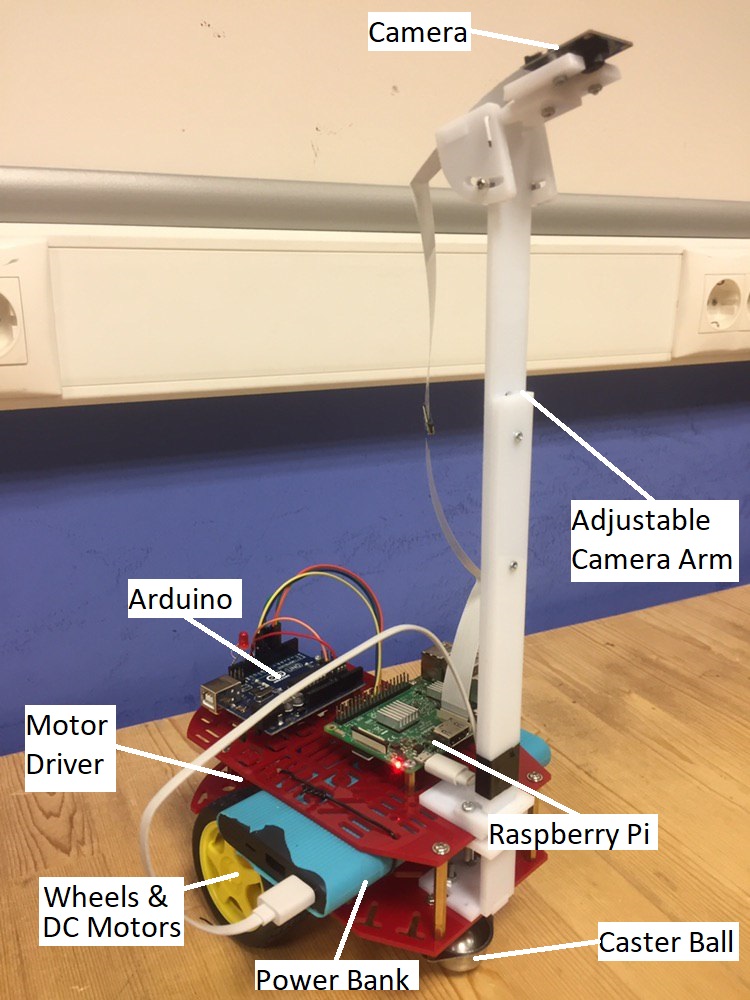 Camera
Adjustable
Camera Arm
Arduino
Motor
Driver
Raspberry Pi
Wheels &
DC Motors
Caster Ball
Power Bank